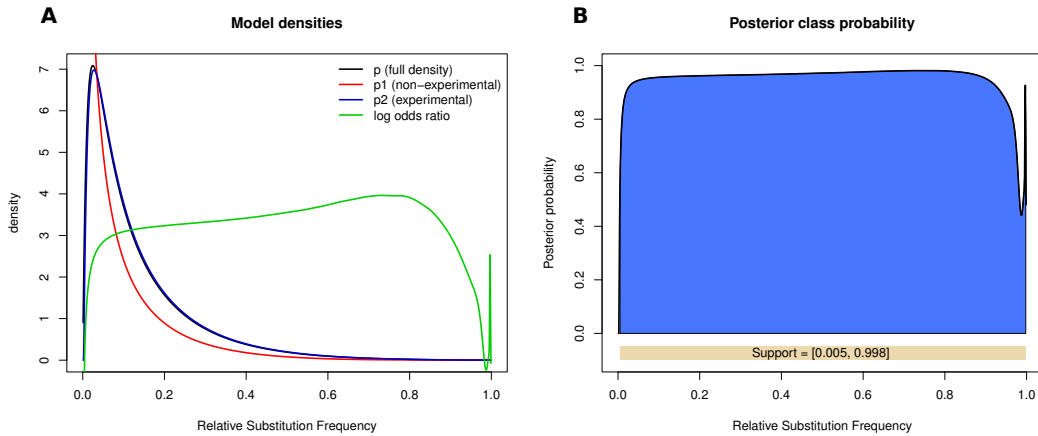 A
Model densities
p (full density)
p1 (non−experimental)
p2 (experimental)
log odds ratio
density
7
6
5
4
3
2
1
0
0.0 0.2 0.4 0.6 0.8 1.0
Relative Substitution Frequency
B
Posterior class probability
Posterior probability
1.0
0.8
0.6
0.4
0.2
0.0
Support = [0.005, 0.998]
0.0 0.2 0.4 0.6 0.8 1.0
Relative Substitution Frequency